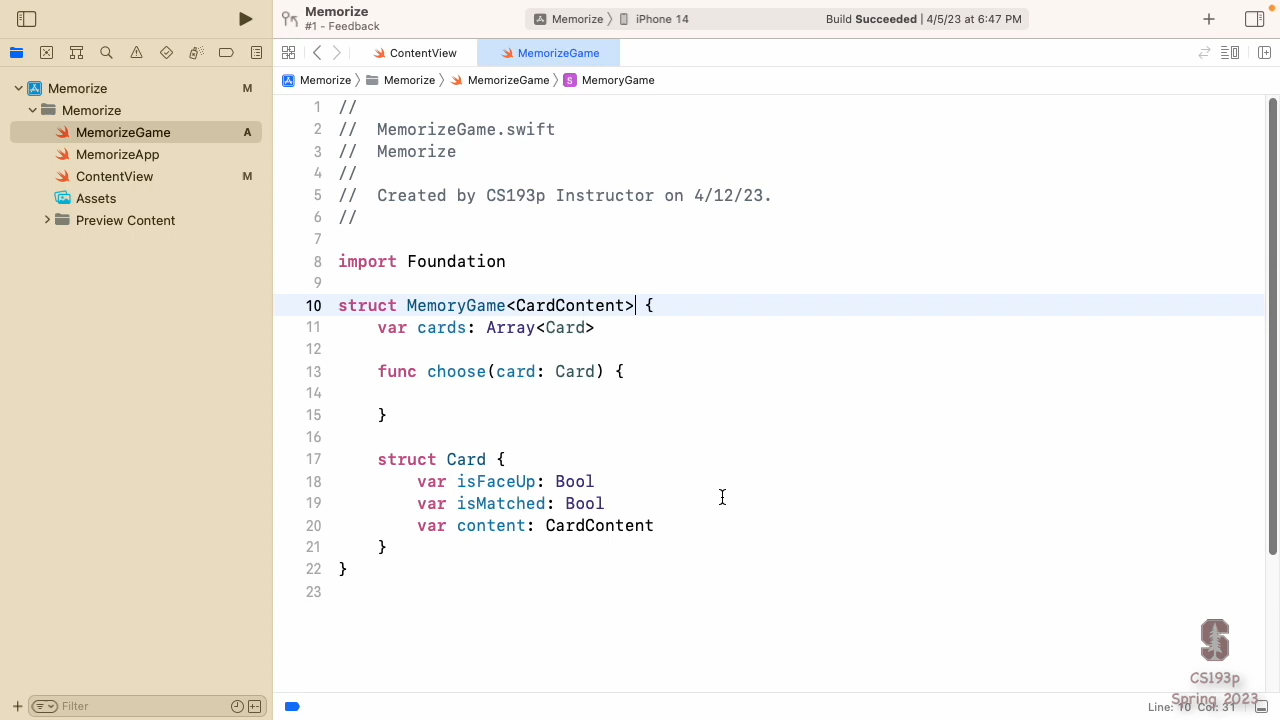 Memorize
#1 - Feedback
Memorize
iPhone 14
Build Succeeded | 4/5/23 at 6:47 PM
ContentView
MemorizeGame
Memorize
Memorize
MemorizeGame
MemoryGame
Memorize M
Memorize
MemorizeGame A
MemorizeApp
ContentView M
Assets
Preview Content
1 //
2 //  MemorizeGame.swift
3 //  Memorize
4 //
5 //  Created by CS193p Instructor on 4/12/23.
6 //
7
8 import Foundation
9
10 struct MemoryGame<CardContent> {
11     var cards: Array<Card>
12
13     func choose(card: Card) {
14
15     }
16
17     struct Card {
18         var isFaceUp: Bool
19         var isMatched: Bool
20         var content: CardContent
21     }
22 }
23
Filter
S
CS193p
Spring 2023
Line: 10 Col: 31